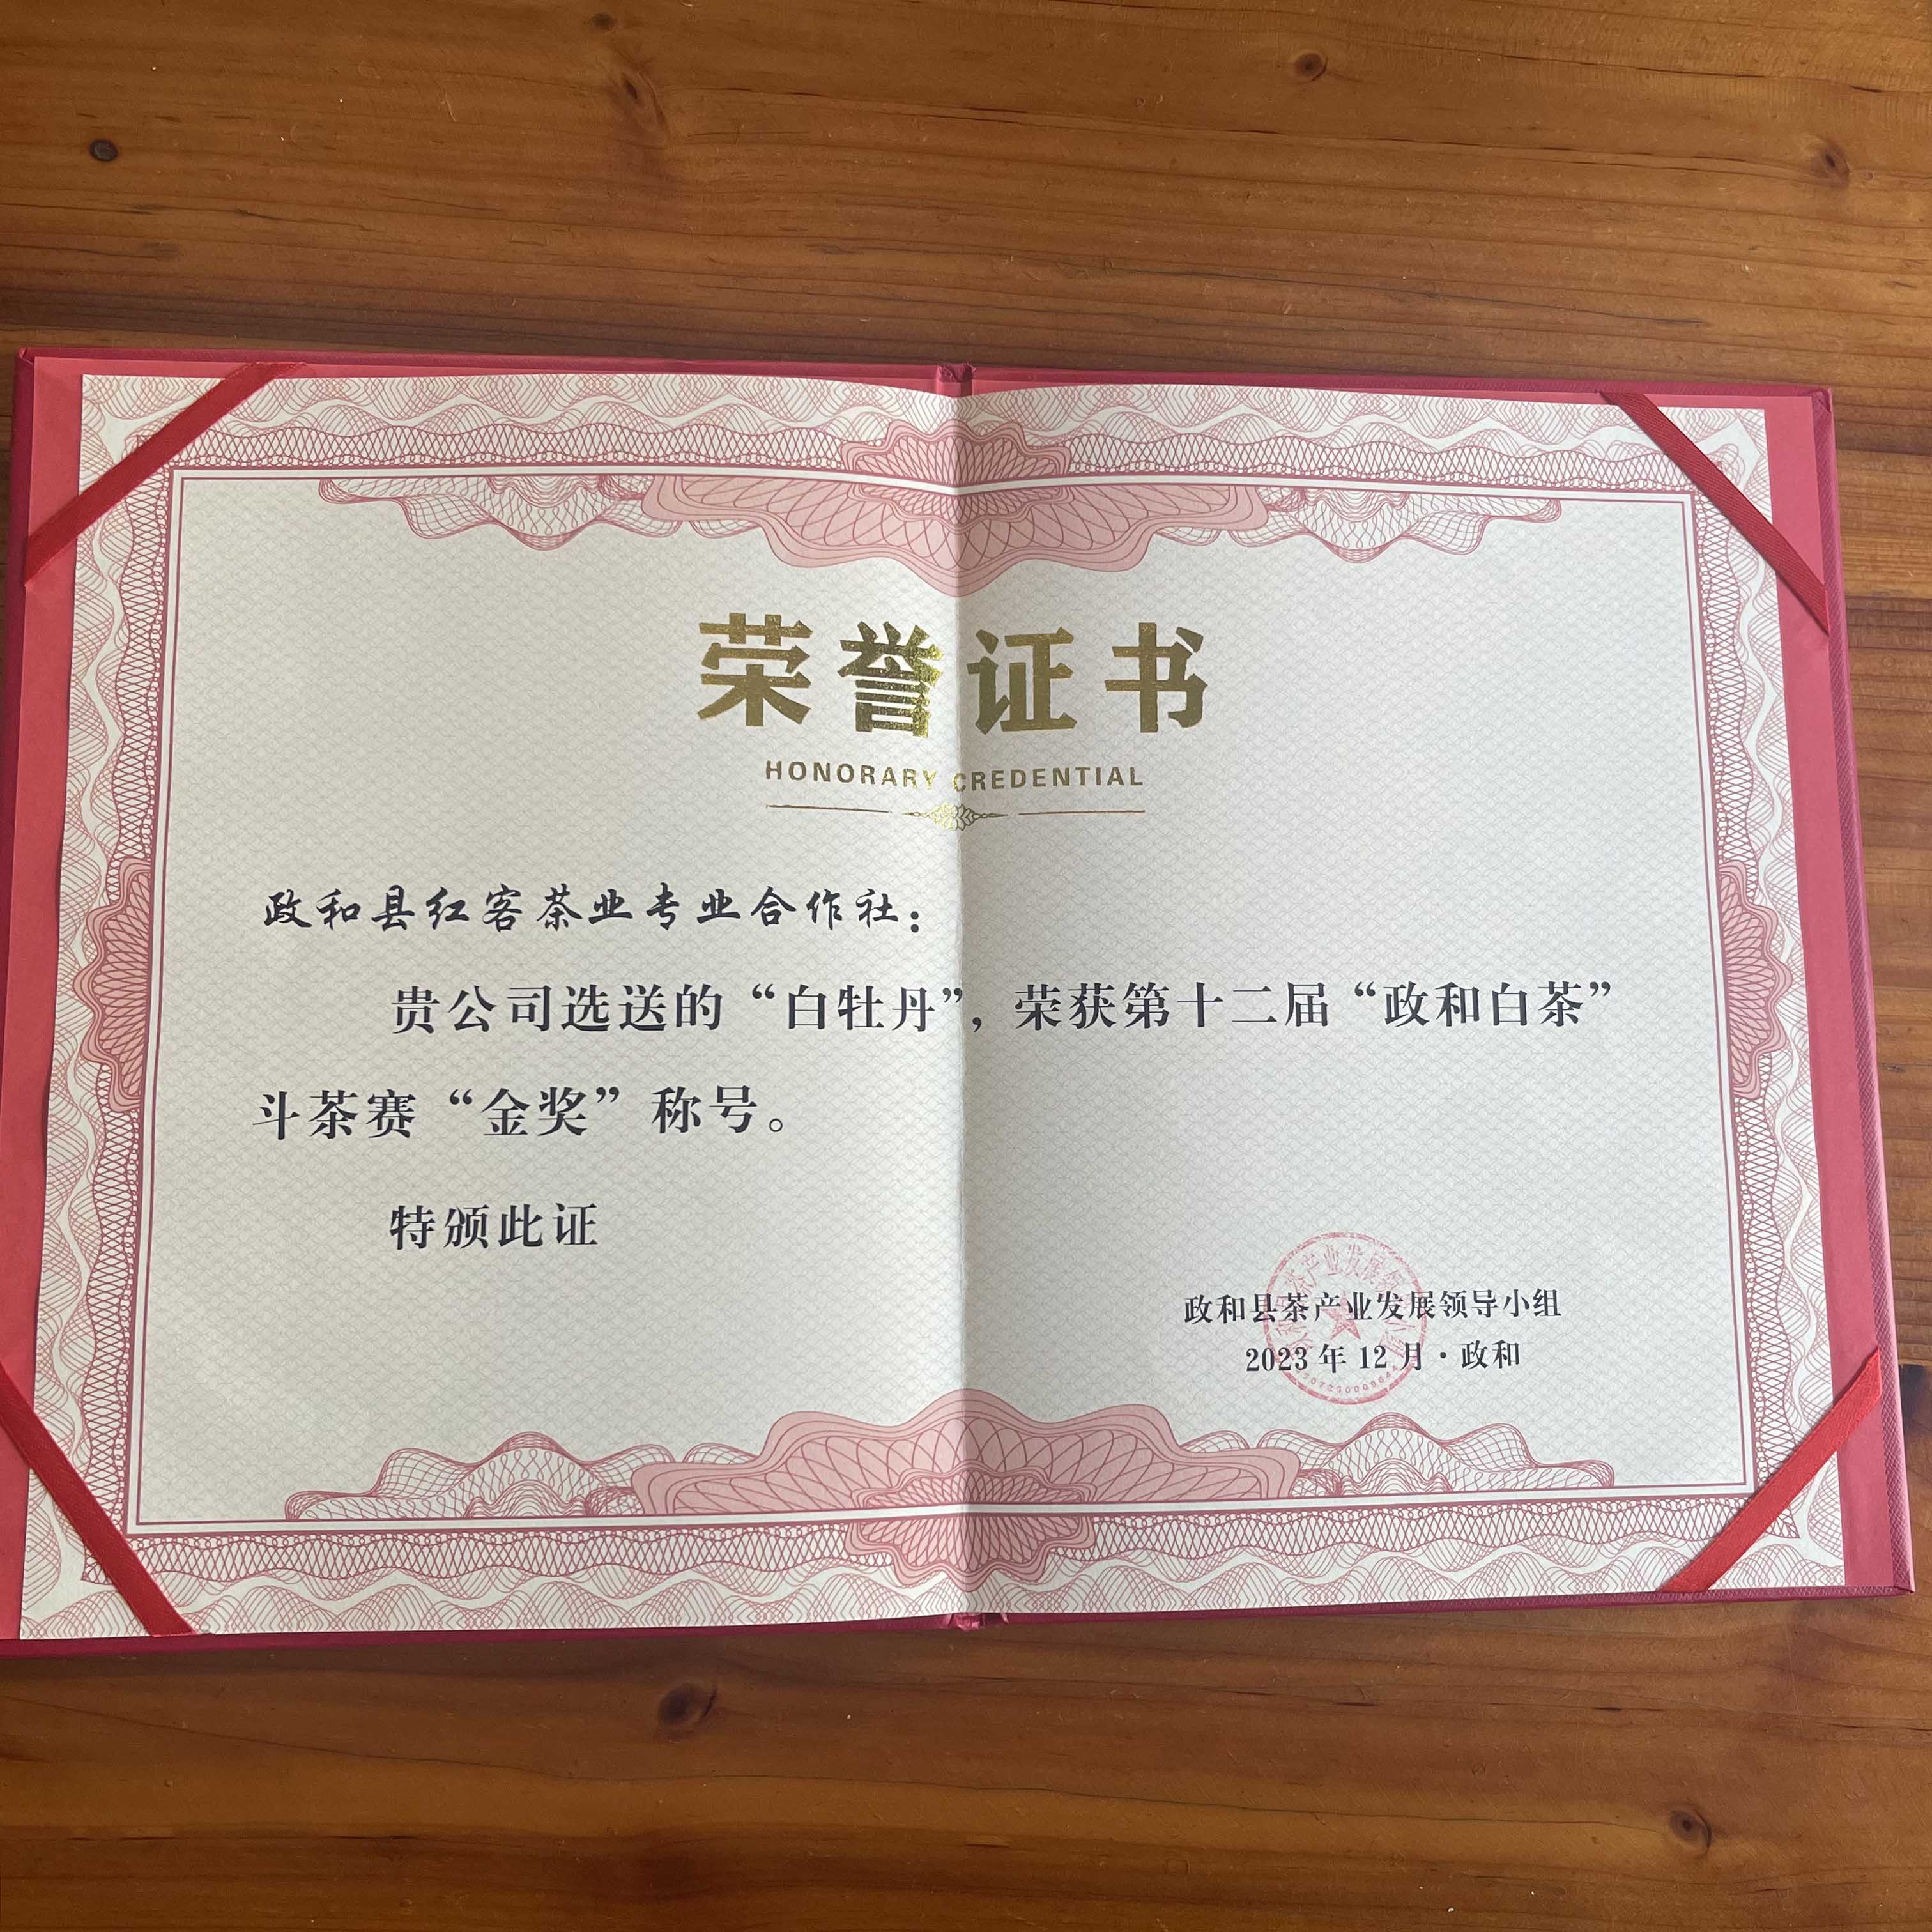 荣誉证书
HONORARY CREDENTIAL
政和县红客茶业专业合作社：
贵公司选送的“白牡丹”，荣获第十二届“政和白茶”
斗茶赛“金奖”称号。
特颁此证
政和县茶产业发展领导小组
2023年12月·政和